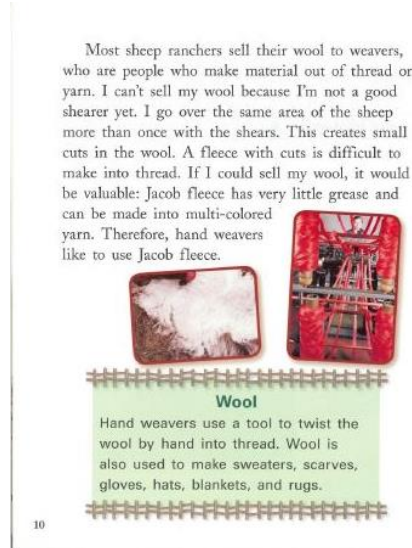 Most sheep ranchers sell their wool to weavers,
who are people who make material out of thread or
yarn. I can't sell my wool because I'm not a good
shearer yet. I go over the same area of the sheep
more than once with the shears. This creates small
cuts in the wool. A fleece with cuts is difficult to
make into thread. If I could sell my wool, it would
be valuable: Jacob fleece has very little grease and
can be made into multi-colored
yarn. Therefore, hand weavers
like to use Jacob fleece.
Wool
Hand weavers use a tool to twist the
wool by hand into thread. Wool is
also used to make sweaters, scarves,
gloves, hats, blankets, and rugs.
10